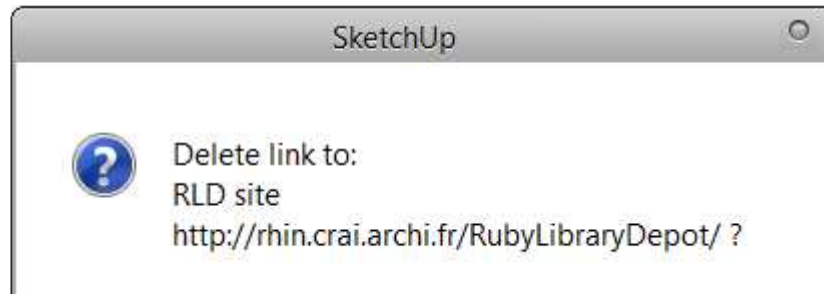 SketchUp
Delete link to:
RLD site
http://rhin.crai.archi.fr/RubyLibraryDepot/ ?